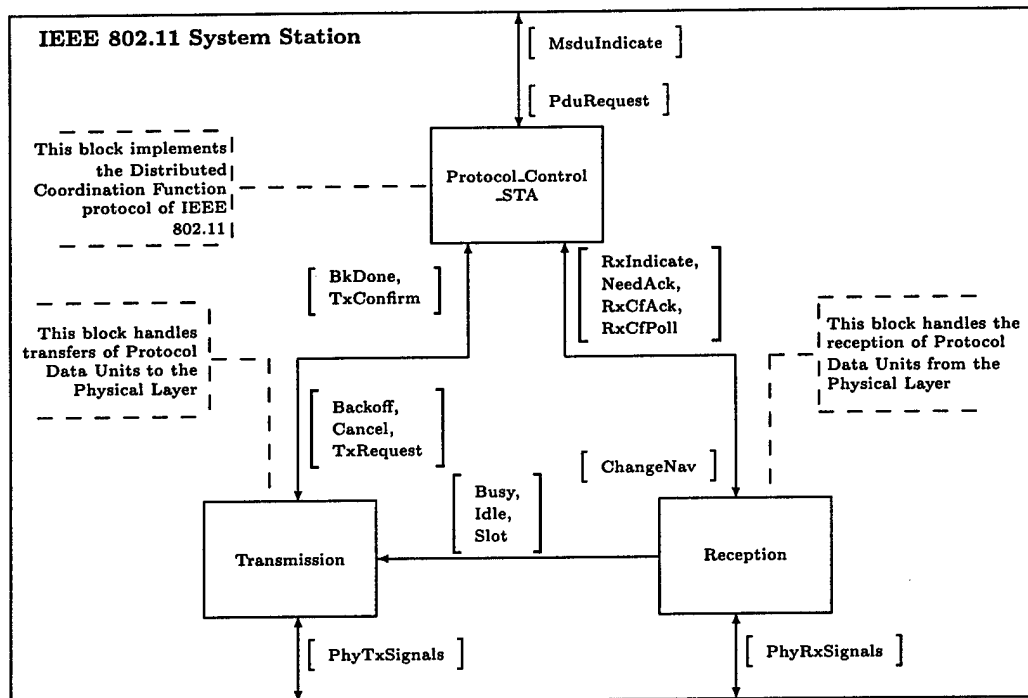 IEEE 802.11 System Station
[ MsduIndicate ]
[ PduRequest ]
This block implements
the Distributed
Coordination Function
protocol of IEEE
802.11
Protocol_Control
_STA
[ BkDone,
TxConfirm ]
[ RxIndicate,
NeedAck,
RxCfAck,
RxCfPoll ]
This block handles
transfers of Protocol
Data Units to the
Physical Layer
This block handles the
reception of Protocol
Data Units from the
Physical Layer
[ Backoff,
Cancel,
TxRequest ]
[ ChangeNav ]
[ Busy,
Idle,
Slot ]
Transmission
Reception
[ PhyTxSignals ]
[ PhyRxSignals ]